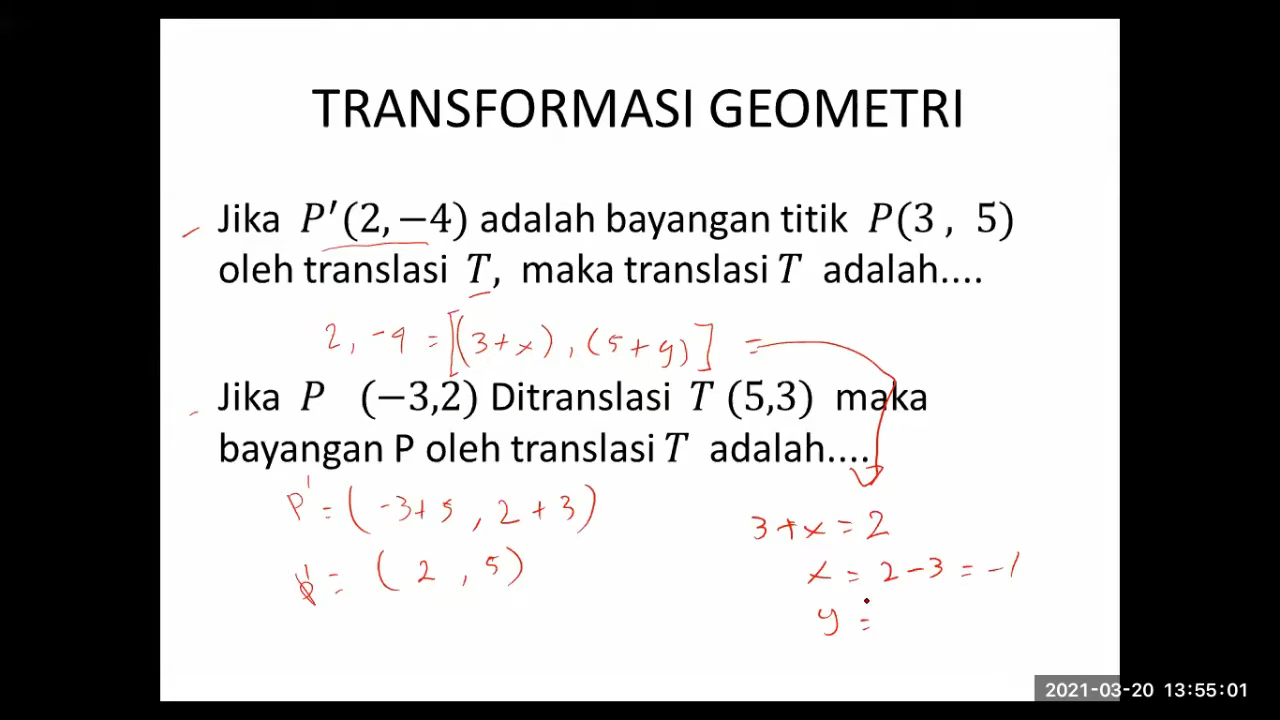 TRANSFORMASI GEOMETRI
Jika P′(2,−4) adalah bayangan titik P(3 , 5)
oleh translasi T, maka translasi T adalah....
2, -4 = [(3+x), (5+y)] =
Jika P (−3,2) Ditranslasi T (5,3) maka
bayangan P oleh translasi T adalah....
P' = (-3+5, 2+3)
P' = (2, 5)
3+x = 2
x = 2-3 = -1
y =
2021-03-20 13:55:01